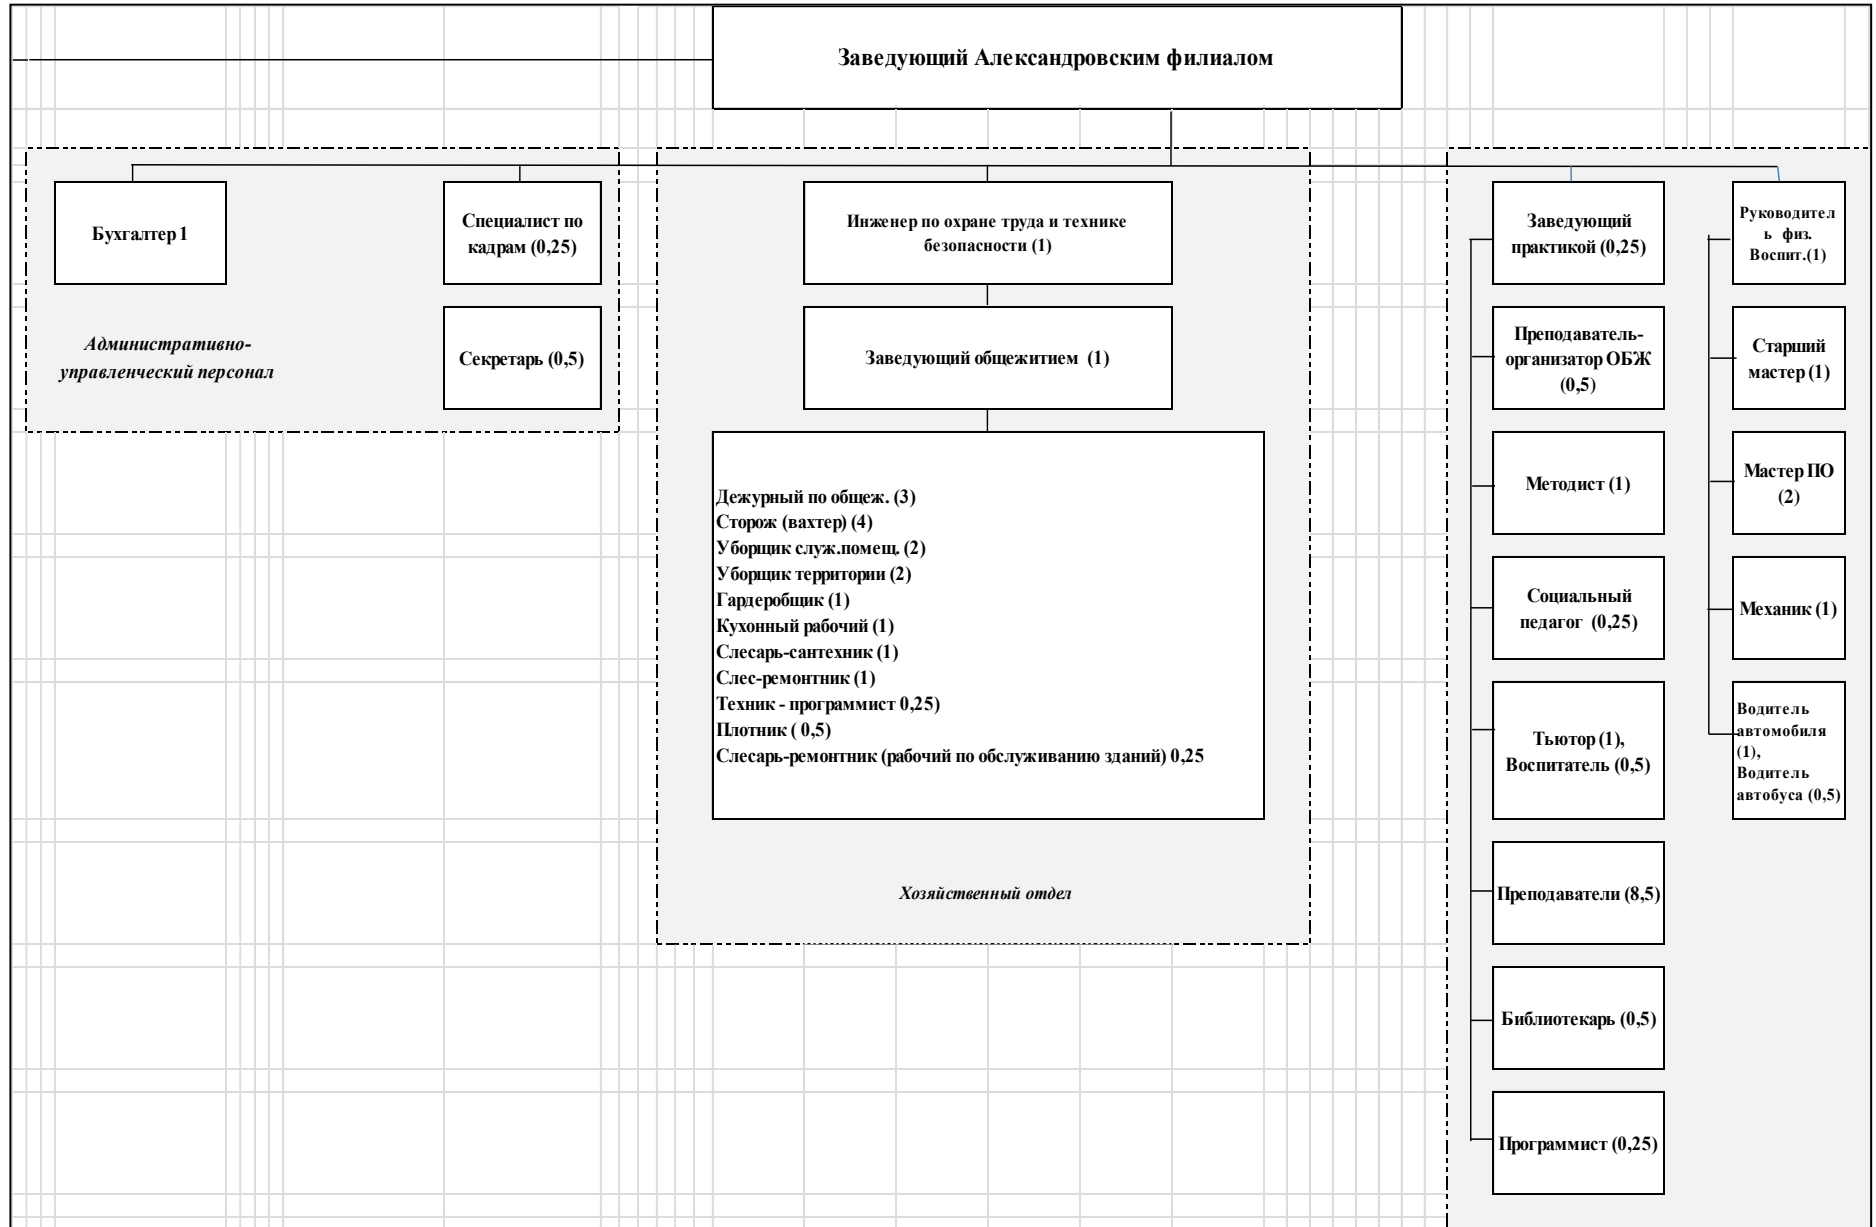 Заведующий Александровским филиалом
Бухгалтер 1
Специалист по
кадрам (0,25)
Секретарь (0,5)
Административно-
управленческий персонал
Инженер по охране труда и технике
безопасности (1)
Заведующий общежитием  (1)
Дежурный по общеж. (3)
Сторож (вахтер) (4)
Уборщик служ.помещ. (2)
Уборщик территории (2)
Гардеробщик (1)
Кухонный рабочий (1)
Слесарь-сантехник (1)
Слес-ремонтник (1)
Техник - программист 0,25)
Плотник ( 0,5)
Слесарь-ремонтник (рабочий по обслуживанию зданий) 0,25
Хозяйственный отдел
Заведующий
практикой (0,25)
Преподаватель-
организатор ОБЖ
(0,5)
Методист (1)
Социальный
педагог  (0,25)
Тьютор (1),
Воспитатель (0,5)
Преподаватели (8,5)
Библиотекарь (0,5)
Программист (0,25)
Руководител
ь  физ.
Воспит.(1)
Старший
мастер (1)
Мастер ПО
(2)
Механик (1)
Водитель
автомобиля
(1),
Водитель
автобуса (0,5)